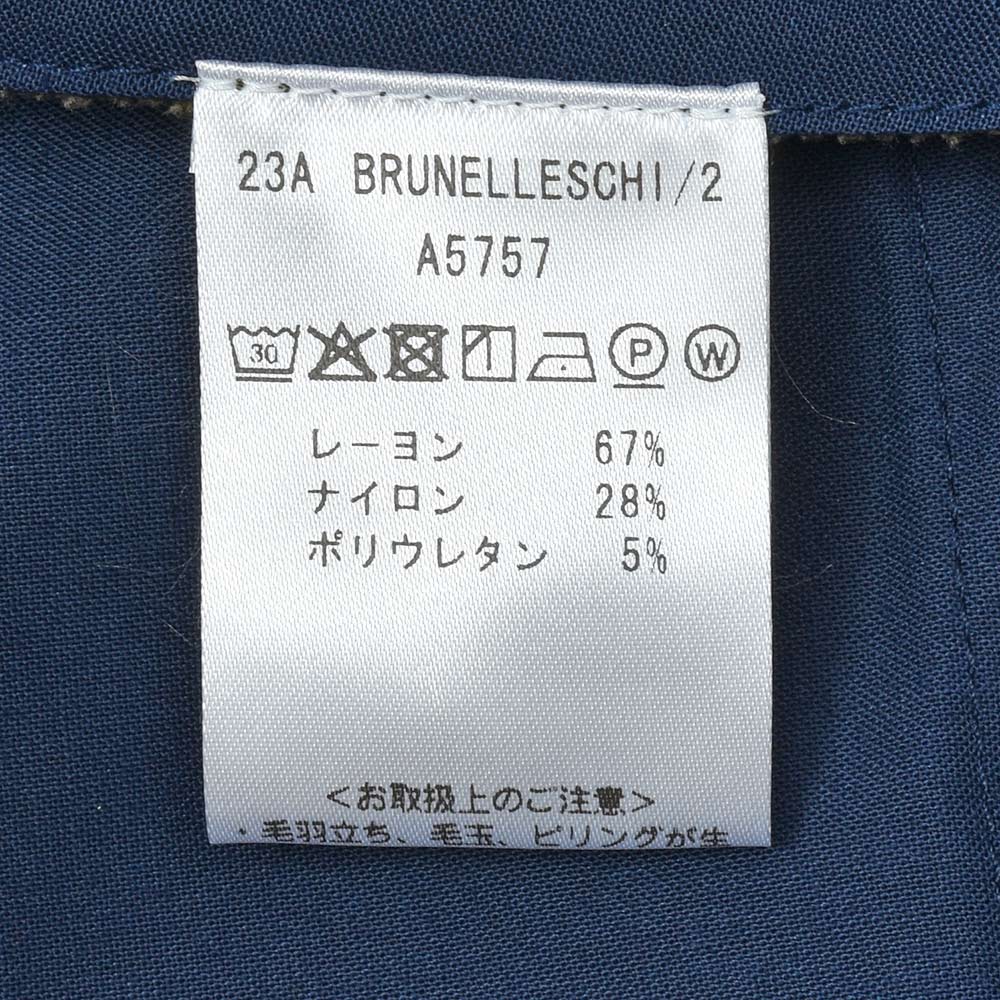 23A BRUNELLESCHI/2
A5757
30 P W
レーヨン 67%
ナイロン 28%
ポリウレタン 5%
<お取扱上のご注意>
・毛羽立ち、毛玉、ピリングが生